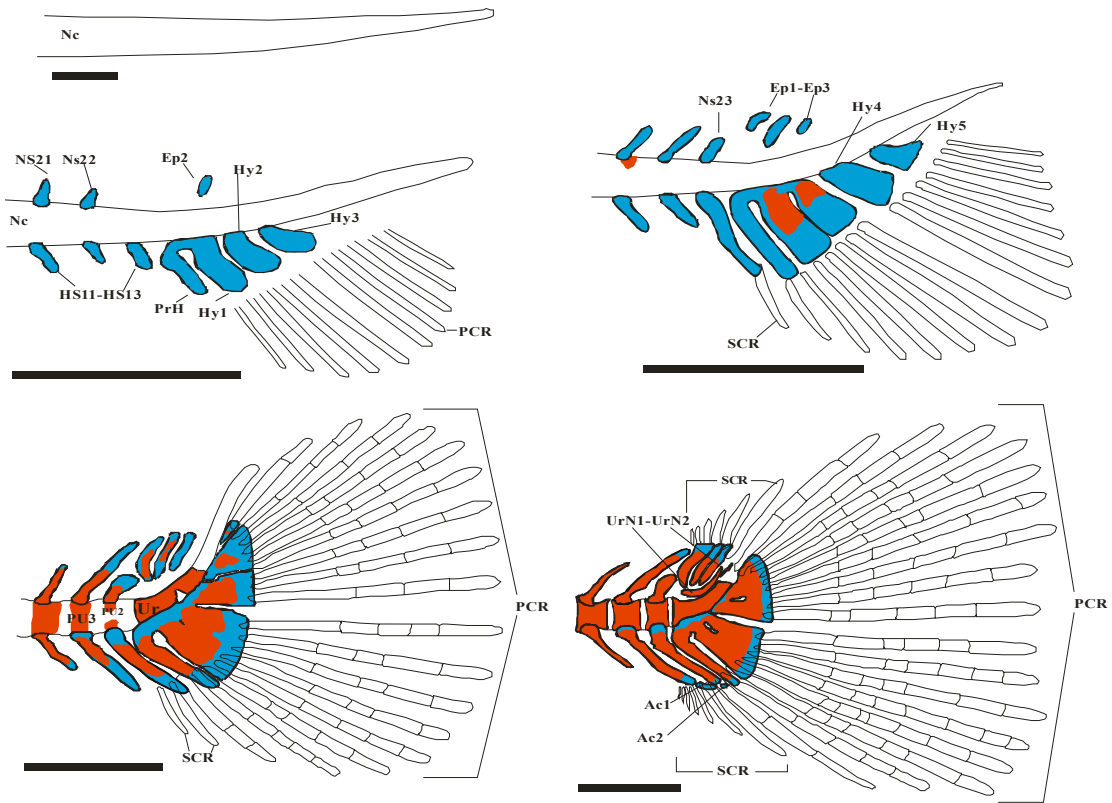 Nc
NS21
Ns22
Ep2
Hy2
Nc
Hy3
HS11-HS13
PrH
Hy1
PCR
Ns23
Ep1-Ep3
Hy4
Hy5
SCR
PU3
PU2
Ur
PCR
SCR
SCR
UrN1-UrN2
PCR
Ac1
Ac2
SCR